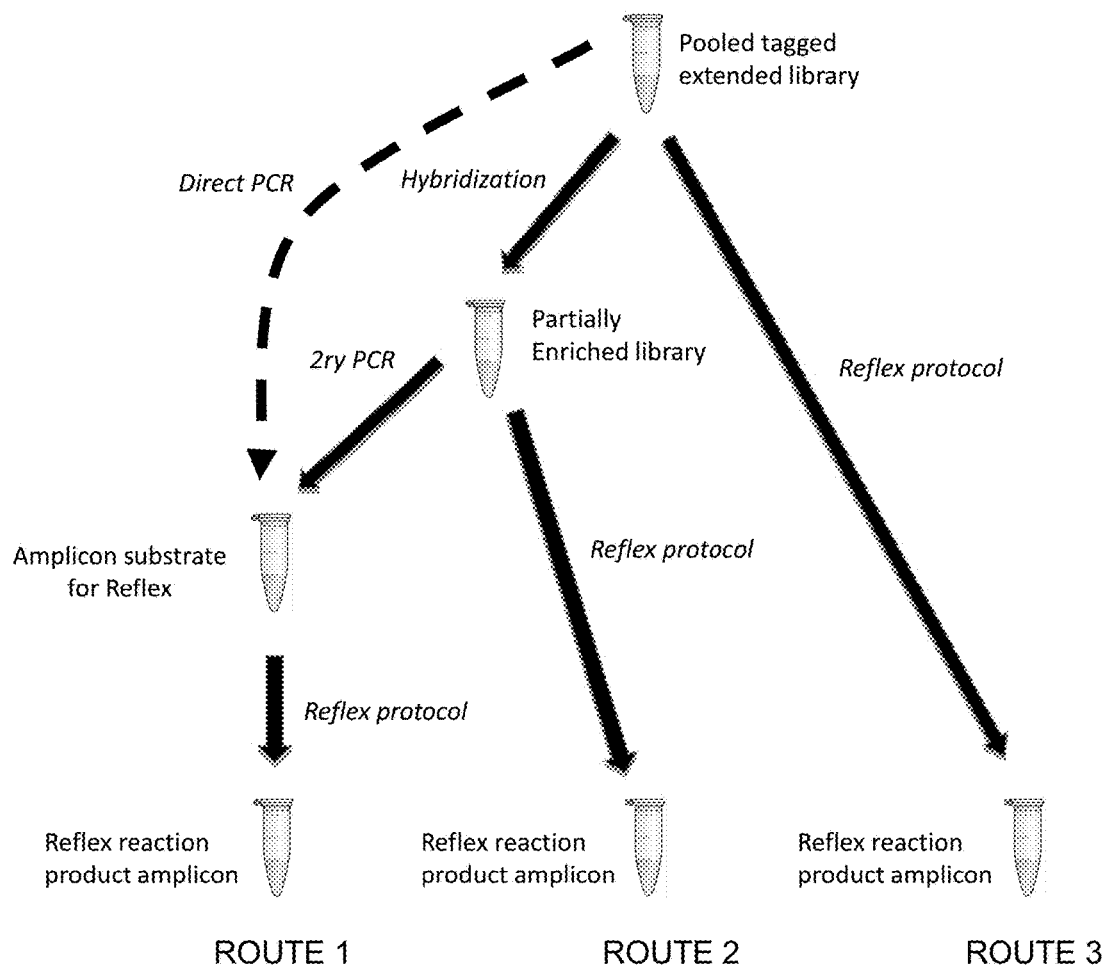 Pooled tagged
extended library
Direct PCR
Hybridization
Partially
Enriched library
2ry PCR
Reflex protocol
Amplicon substrate
for Reflex
Reflex protocol
Reflex protocol
Reflex reaction
product amplicon
Reflex reaction
product amplicon
Reflex reaction
product amplicon
ROUTE 1
ROUTE 2
ROUTE 3